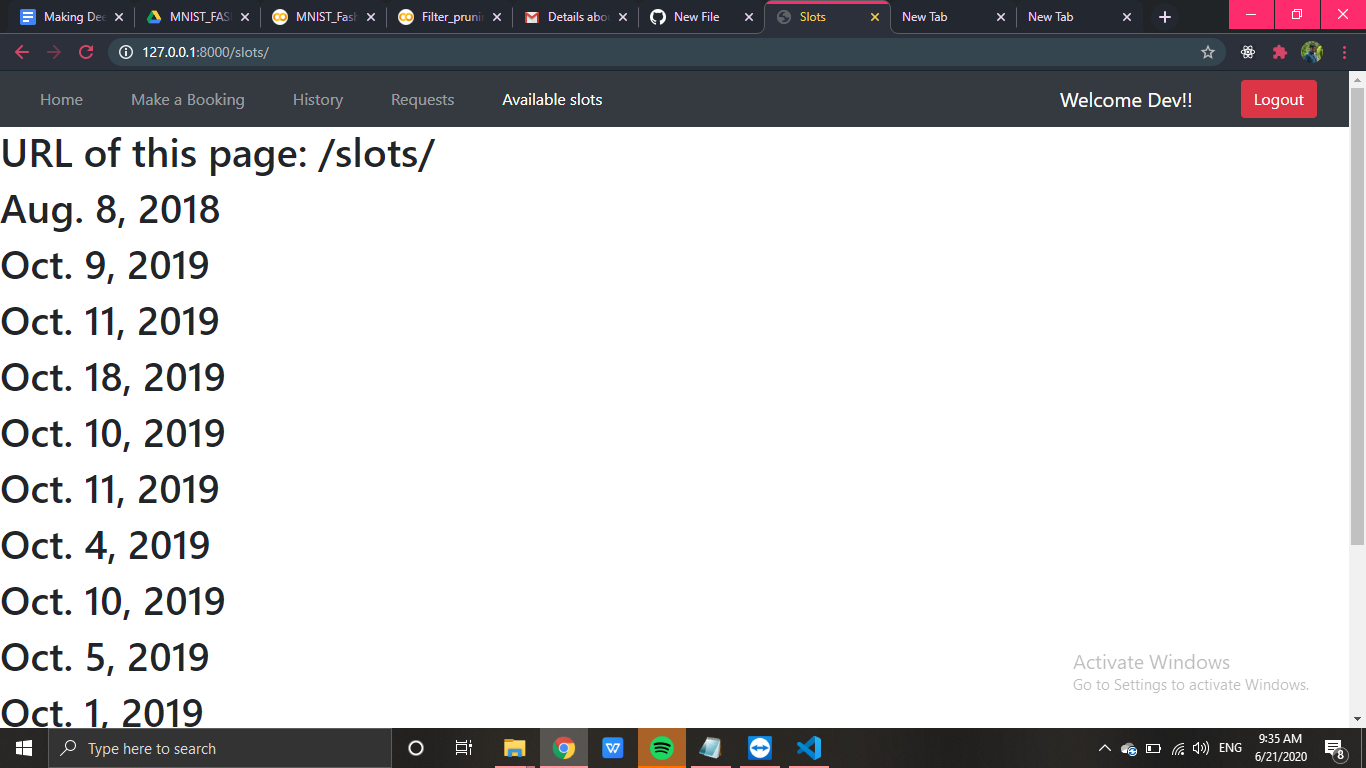 Making Dee
MNIST_FAS
MNIST_Fash
Filter_prunin
Details abou
New File
Slots
New Tab
New Tab
127.0.0.1:8000/slots/
Home Make a Booking History Requests Available slots Welcome Dev!! Logout
URL of this page: /slots/
Aug. 8, 2018
Oct. 9, 2019
Oct. 11, 2019
Oct. 18, 2019
Oct. 10, 2019
Oct. 11, 2019
Oct. 4, 2019
Oct. 10, 2019
Oct. 5, 2019
Oct. 1, 2019
Activate Windows
Go to Settings to activate Windows.
Type here to search
ENG
9:35 AM
6/21/2020
8